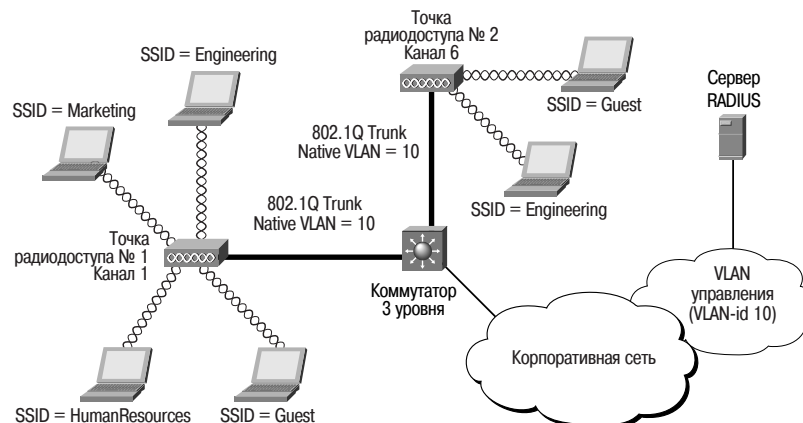 Точка
радиодоступа № 2
Канал 6
SSID = Engineering
Сервер
RADIUS
SSID = Marketing
SSID = Guest
802.1Q Trunk
Native VLAN = 10
SSID = Engineering
802.1Q Trunk
Native VLAN = 10
Точка
радиодоступа № 1
Канал 1
Коммутатор
3 уровня
VLAN
управления
(VLAN-id 10)
Корпоративная сеть
SSID = HumanResources
SSID = Guest